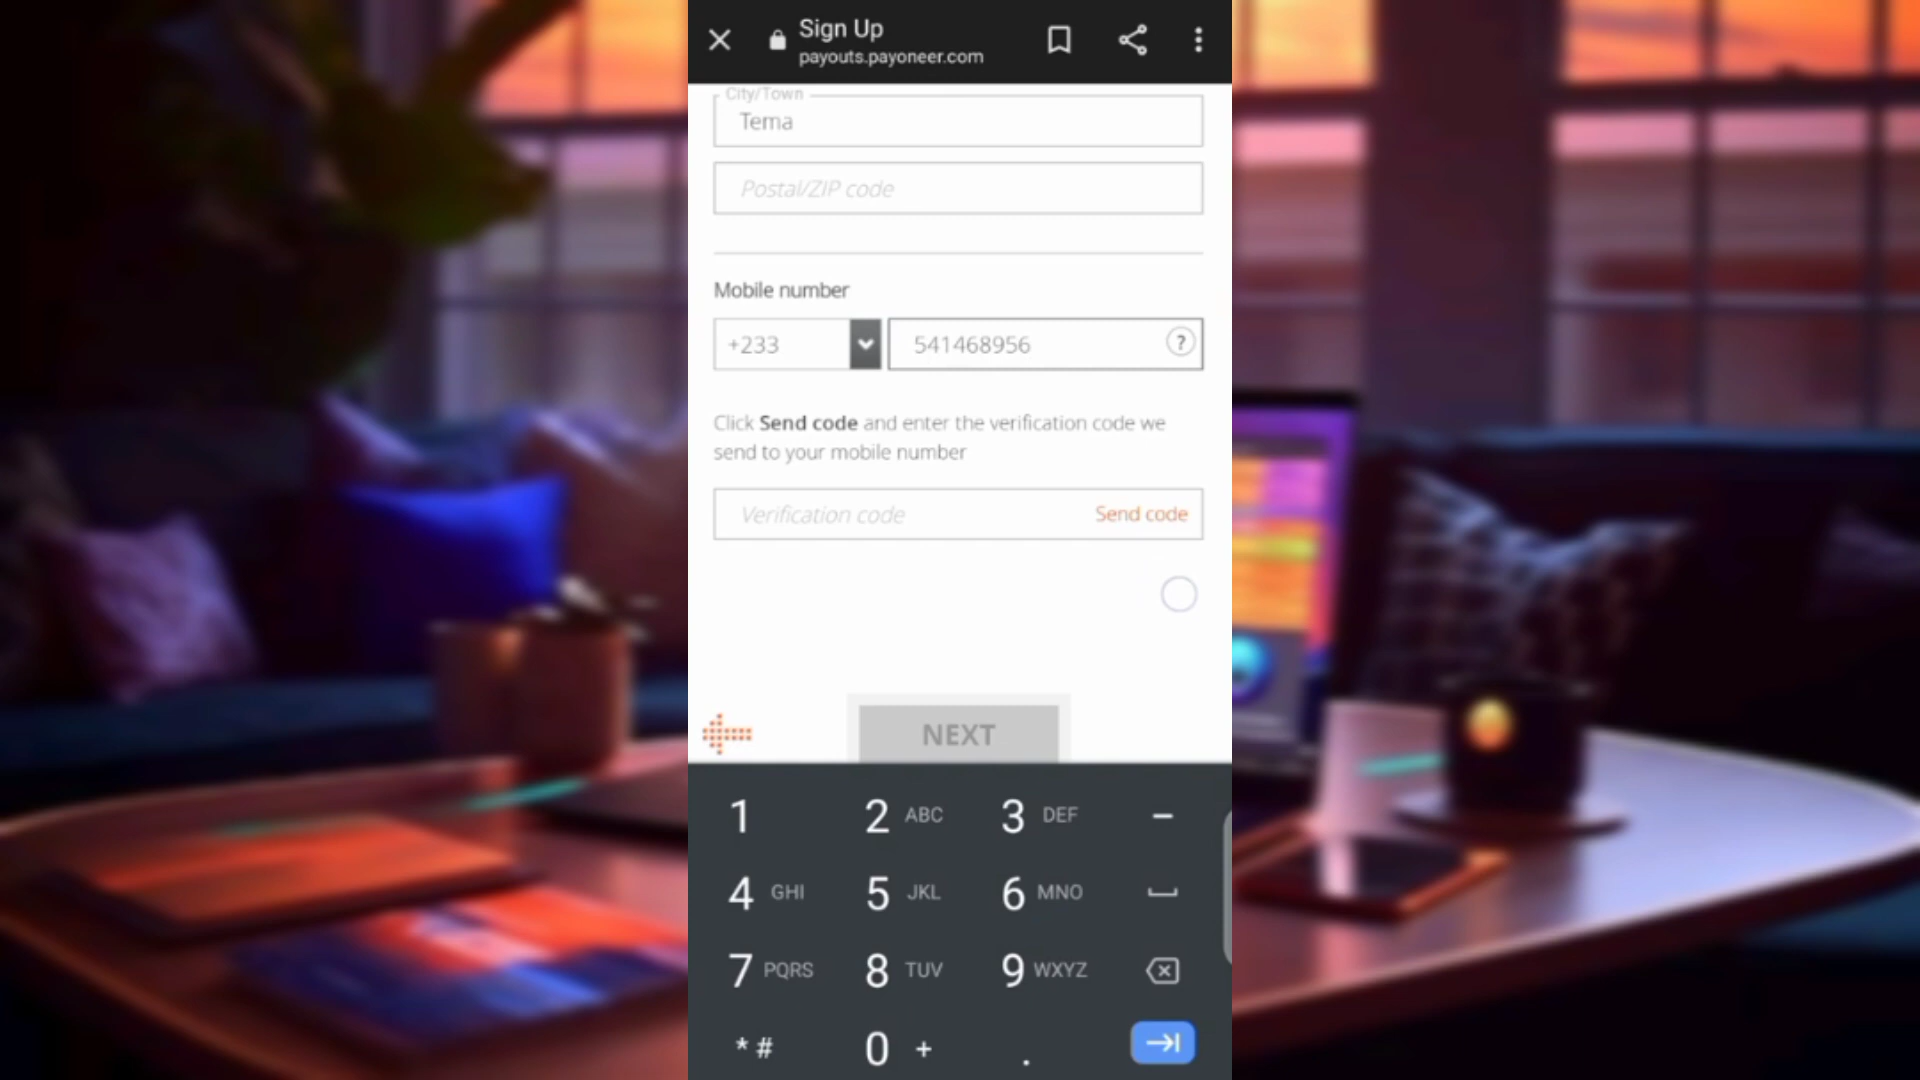 Sign Up
payouts.payoneer.com
City/Town
Tema
Postal/ZIP code
Mobile number
+233
541468956
?
Click Send code and enter the verification code we
send to your mobile number
Verification code
Send code
NEXT
1
2 ABC
3 DEF
-
4 GHI
5 JKL
6 MNO
7 PQRS
8 TUV
9 WXYZ
* #
0 +
.